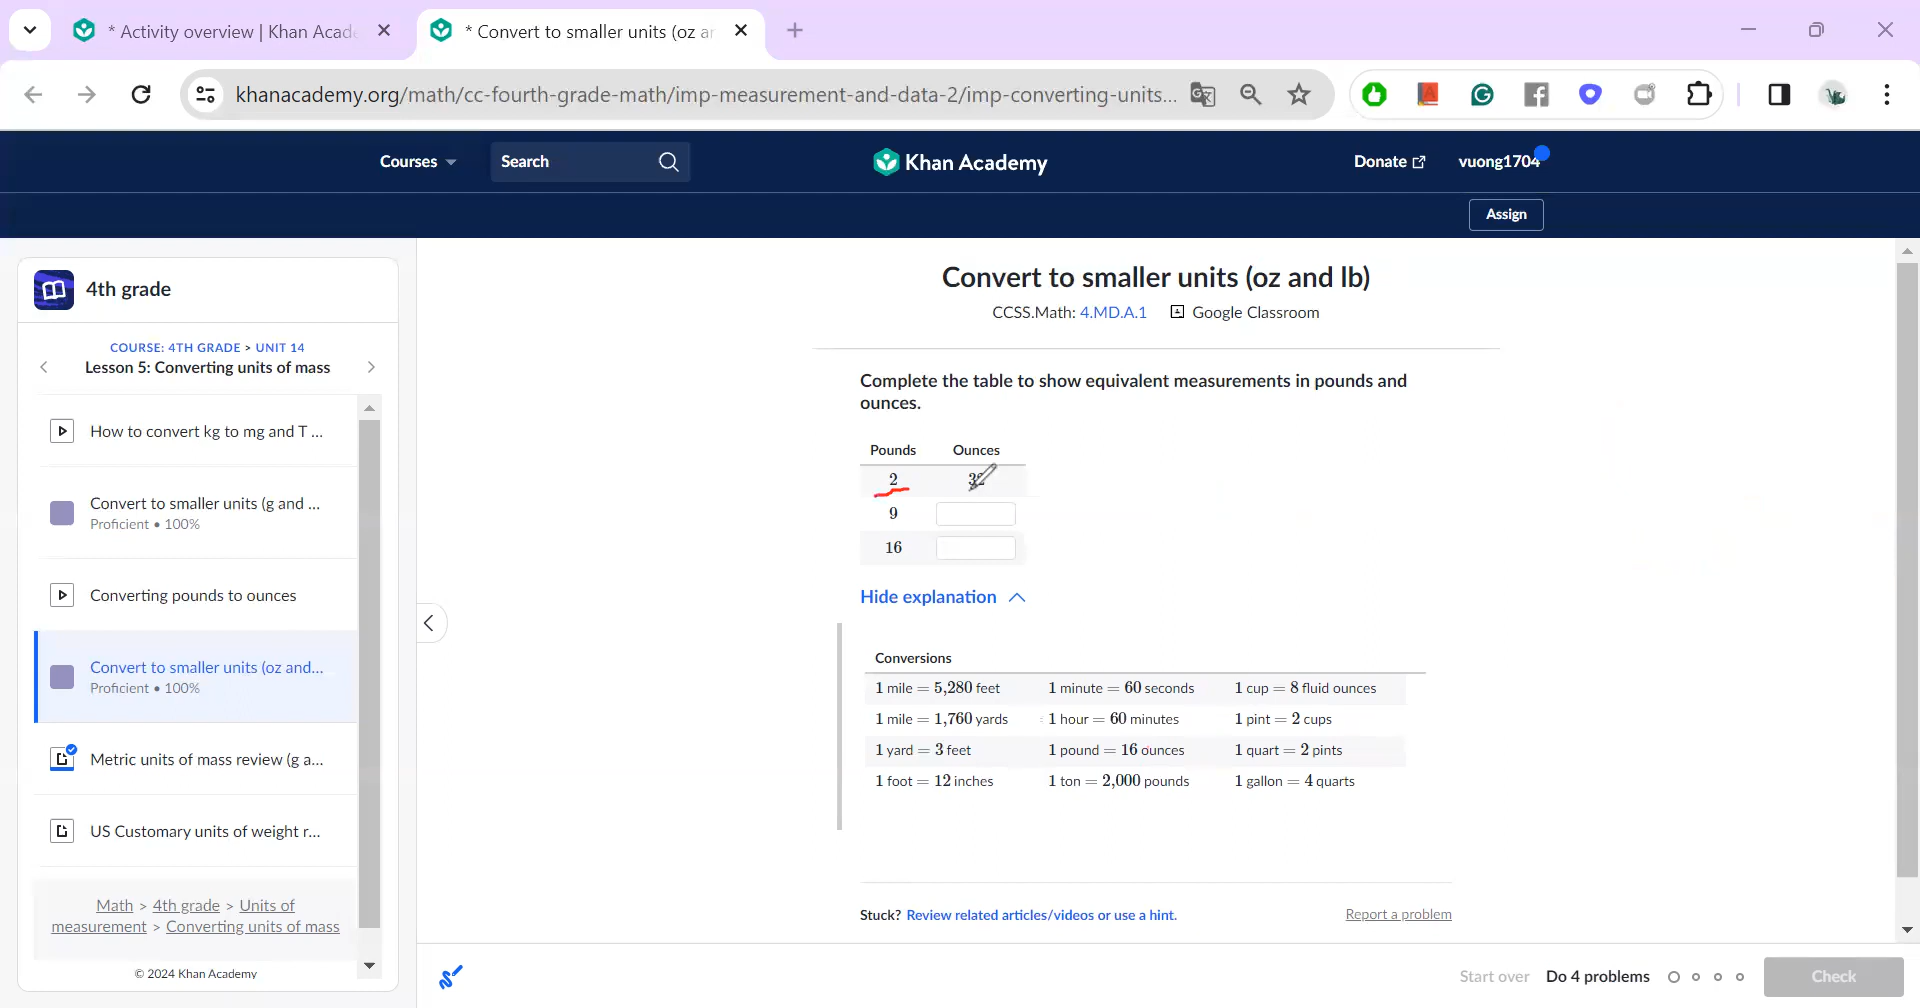 * Activity overview | Khan Acade
* Convert to smaller units (oz ar
khanacademy.org/math/cc-fourth-grade-math/imp-measurement-and-data-2/imp-converting-units...
Courses
Search
Khan Academy
Donate
vuong1704
Assign
4th grade
COURSE: 4TH GRADE > UNIT 14
Lesson 5: Converting units of mass
How to convert kg to mg and T ...
Convert to smaller units (g and ...
Proficient • 100%
Converting pounds to ounces
Convert to smaller units (oz and...
Proficient • 100%
Metric units of mass review (g a...
US Customary units of weight r...
Math > 4th grade > Units of
measurement > Converting units of mass
© 2024 Khan Academy
Convert to smaller units (oz and lb)
CCSS.Math: 4.MD.A.1 Google Classroom
Complete the table to show equivalent measurements in pounds and
ounces.
Pounds Ounces
2 32
9
16
Hide explanation
Conversions
1 mile = 5,280 feet 1 minute = 60 seconds 1 cup = 8 fluid ounces
1 mile = 1,760 yards 1 hour = 60 minutes 1 pint = 2 cups
1 yard = 3 feet 1 pound = 16 ounces 1 quart = 2 pints
1 foot = 12 inches 1 ton = 2,000 pounds 1 gallon = 4 quarts
Stuck? Review related articles/videos or use a hint.
Report a problem
Start over Do 4 problems
Check